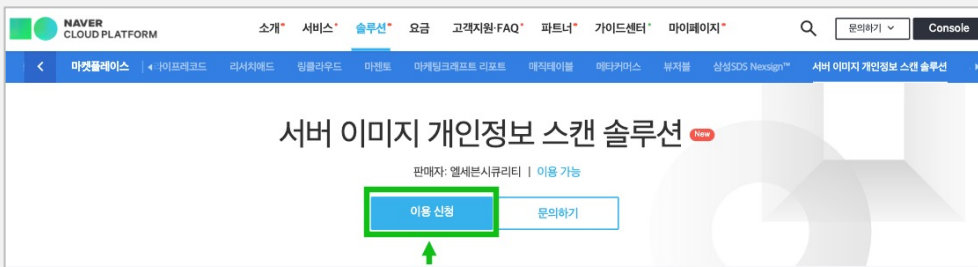 NAVER
CLOUD PLATFORM
소개 서비스 솔루션 요금 고객지원·FAQ 파트너 가이드센터 마이페이지 문의하기 Console
마켓플레이스 라이프레코드 리서치애드 링클라우드 마젠토 마케팅크래프트 리포트 매직테이블 메타커머스 뷰저블 삼성SDS Nexsign™ 서버 이미지 개인정보 스캔 솔루션
서버 이미지 개인정보 스캔 솔루션 New
판매자: 엘세븐시큐리티 | 이용 가능
이용 신청 문의하기